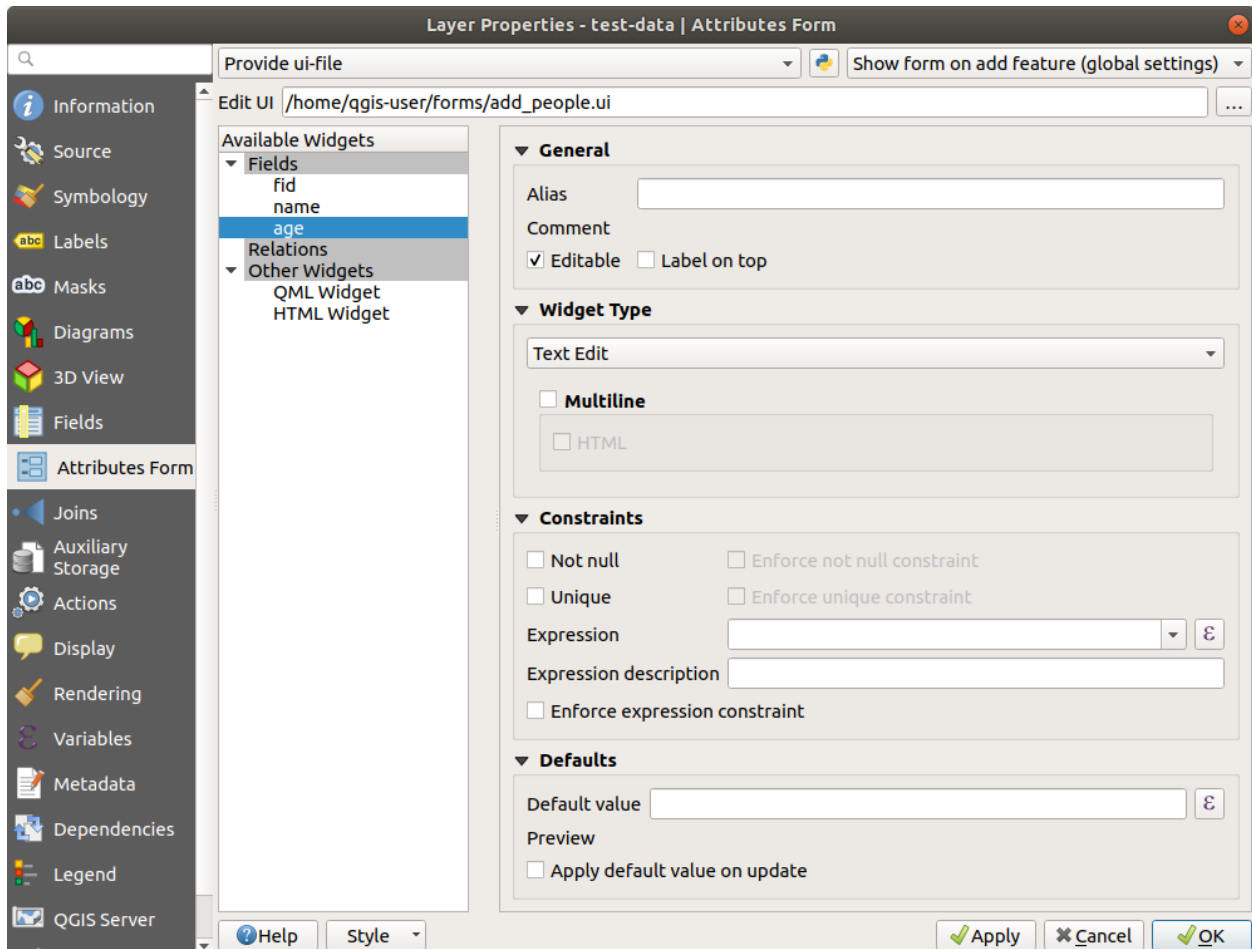 Layer Properties - test-data | Attributes Form
Provide ui-file
Show form on add feature (global settings)
Information
Source
Symbology
abc Labels
abc Masks
Diagrams
3D View
Fields
Attributes Form
Joins
Auxiliary
Storage
Actions
Display
Rendering
Variables
Metadata
Dependencies
Legend
QGIS Server
Edit UI /home/qgis-user/forms/add_people.ui ...
Available Widgets
Fields
fid
name
age
Relations
Other Widgets
QML Widget
HTML Widget
General
Alias
Comment
Editable Label on top
Widget Type
Text Edit
Multiline
HTML
Constraints
Not null Enforce not null constraint
Unique Enforce unique constraint
Expression ε
Expression description
Enforce expression constraint
Defaults
Default value ε
Preview
Apply default value on update
Help Style Apply Cancel OK